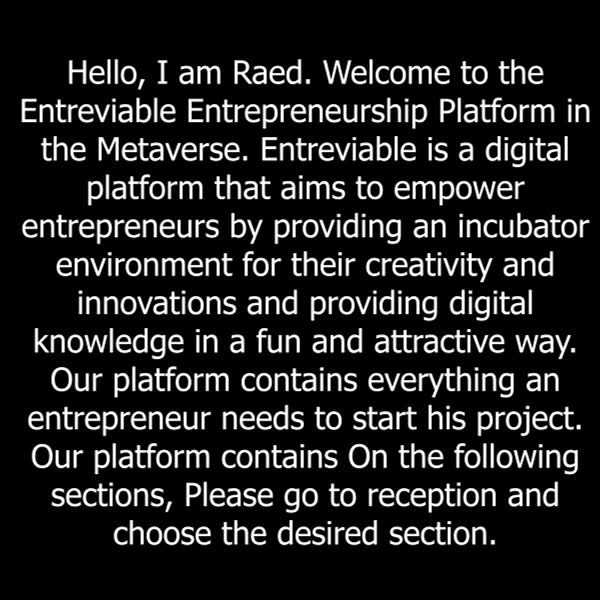 Hello, I am Raed. Welcome to the
Entreviable Entrepreneurship Platform in
the Metaverse. Entreviable is a digital
platform that aims to empower
entrepreneurs by providing an incubator
environment for their creativity and
innovations and providing digital
knowledge in a fun and attractive way.
Our platform contains everything an
entrepreneur needs to start his project.
Our platform contains On the following
sections, Please go to reception and
choose the desired section.